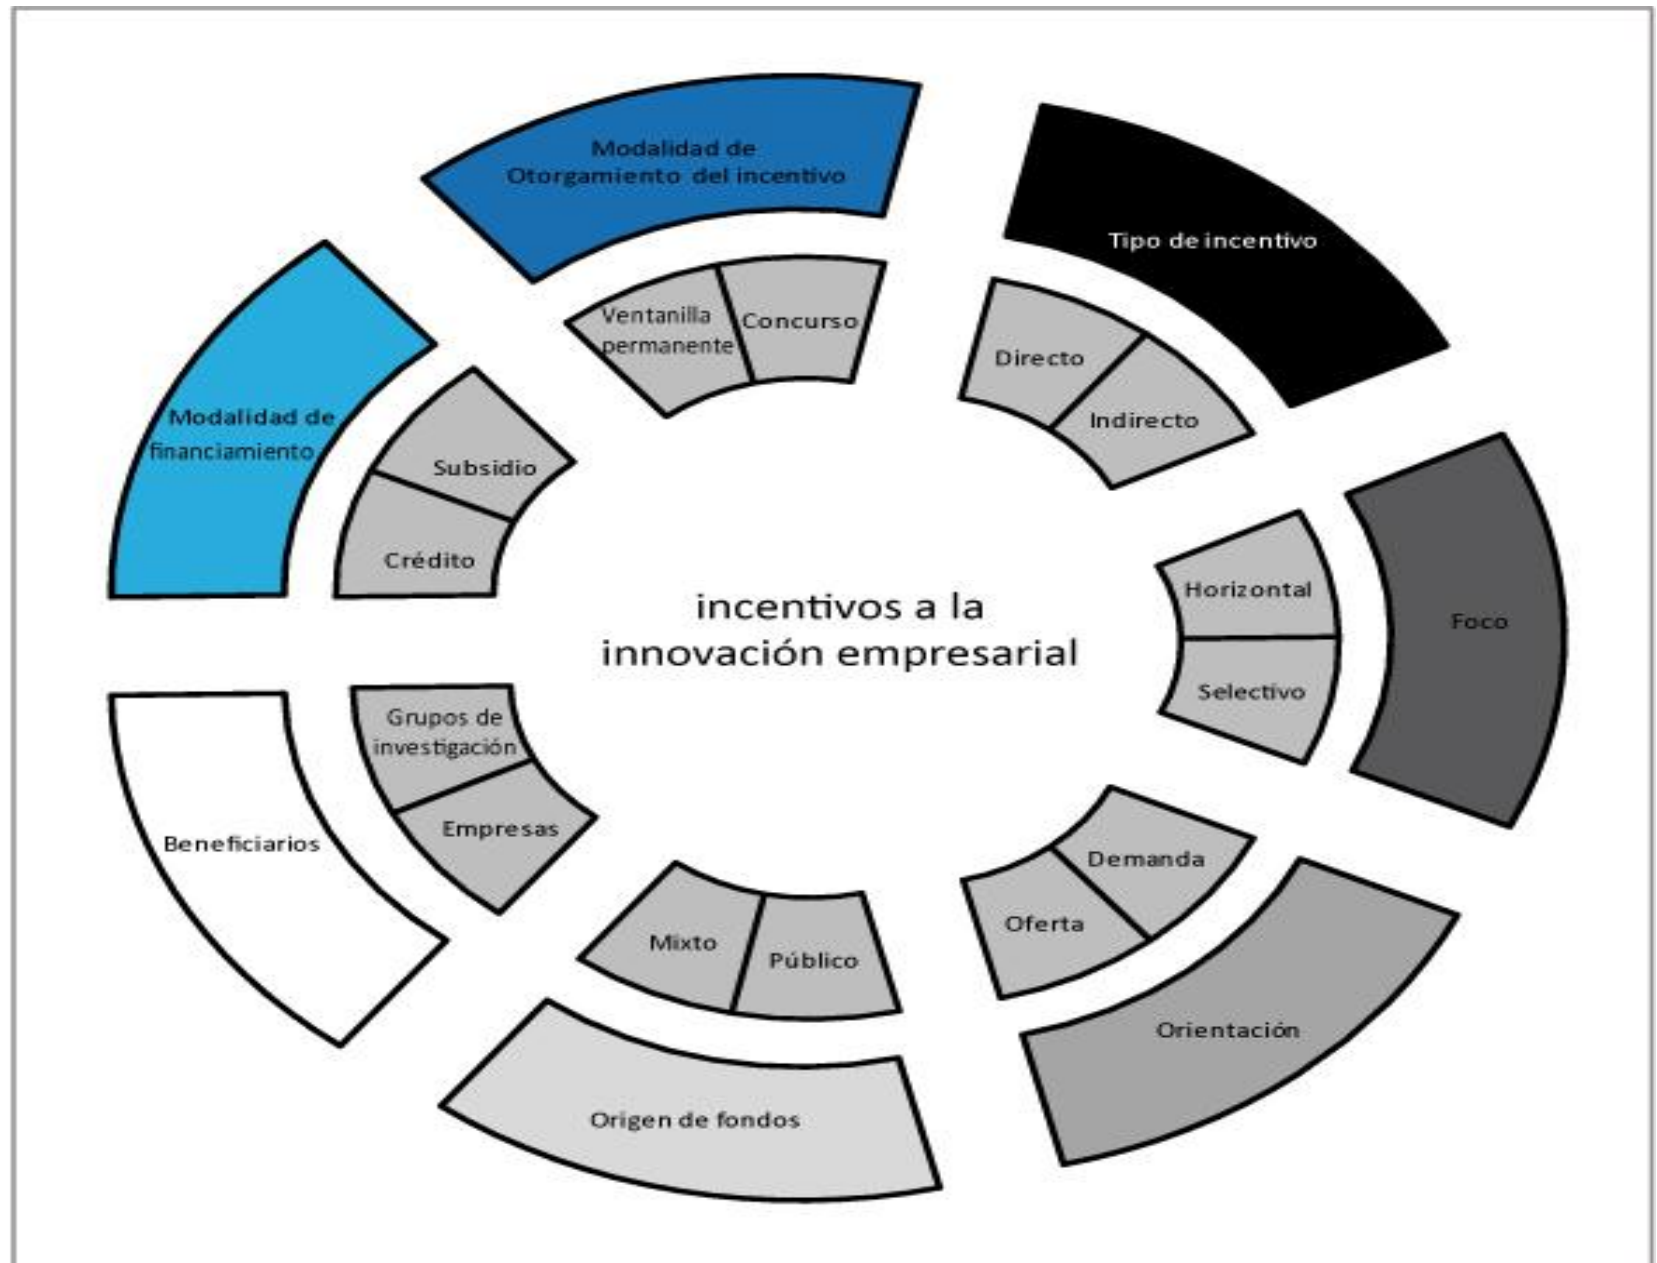 Modalidad de
Otorgamiento del incentivo
Tipo de incentivo
Ventanilla
permanente
Concurso
Directo
Indirecto
Modalidad de
financiamiento
Subsidio
Crédito
Horizontal
Selectivo
Foco
incentivos a la
innovación empresarial
Grupos de
investigación
Empresas
Beneficiarios
Demanda
Oferta
Orientación
Mixto
Público
Origen de fondos